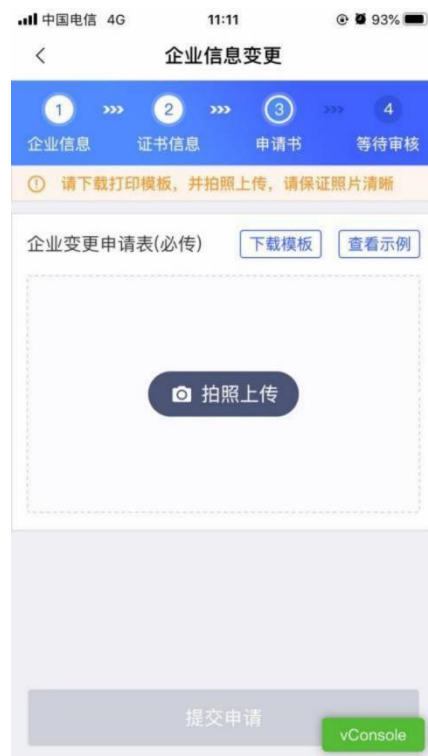 中国电信 4G 11:11 93%
企业信息变更
1 2 3 4
企业信息 证书信息 申请书 等待审核
请下载打印模板，并拍照上传，请保证照片清晰
企业变更申请表(必传) 下载模板 查看示例
拍照上传
提交申请
vConsole